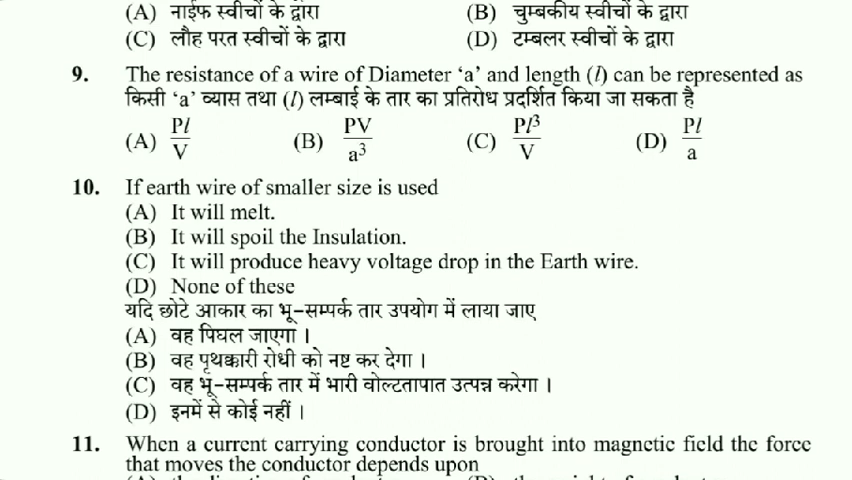 (A) नाईफ स्वीचों के द्वारा (B) चुम्बकीय स्वीचों के द्वारा
(C) लौह परत स्वीचों के द्वारा (D) टम्बलर स्वीचों के द्वारा
9. The resistance of a wire of Diameter ‘a’ and length (l) can be represented as
किसी ‘a’ व्यास तथा (l) लम्बाई के तार का प्रतिरोध प्रदर्शित किया जा सकता है
(A) Pl/V (B) PV/a³ (C) Pl³/V (D) Pl/a
10. If earth wire of smaller size is used
(A) It will melt.
(B) It will spoil the Insulation.
(C) It will produce heavy voltage drop in the Earth wire.
(D) None of these
यदि छोटे आकार का भू-सम्पर्क तार उपयोग में लाया जाए
(A) वह पिघल जाएगा ।
(B) वह पृथक्कारी रोधी को नष्ट कर देगा ।
(C) वह भू-सम्पर्क तार में भारी वोल्टतापात उत्पन्न करेगा ।
(D) इनमें से कोई नहीं ।
11. When a current carrying conductor is brought into magnetic field the force
that moves the conductor depends upon